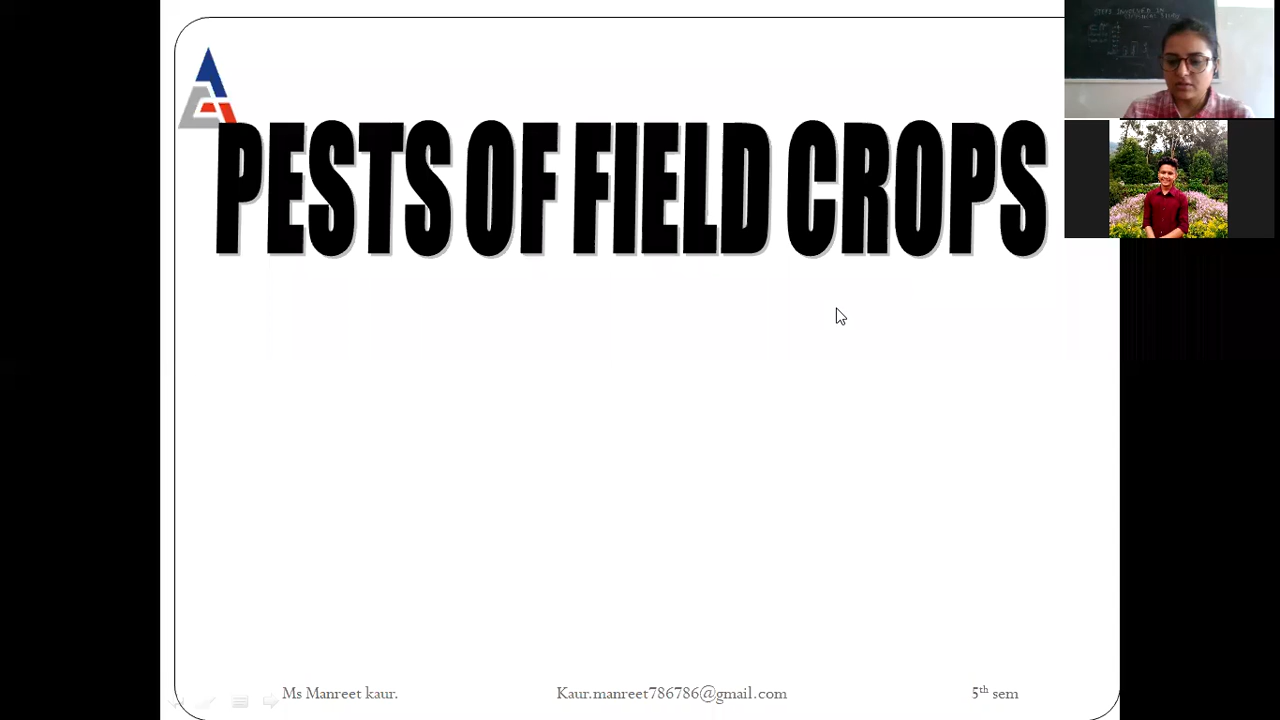 PESTS OF FIELD CROPS
Ms Manreet kaur.
Kaur.manreet786786@gmail.com
5th sem